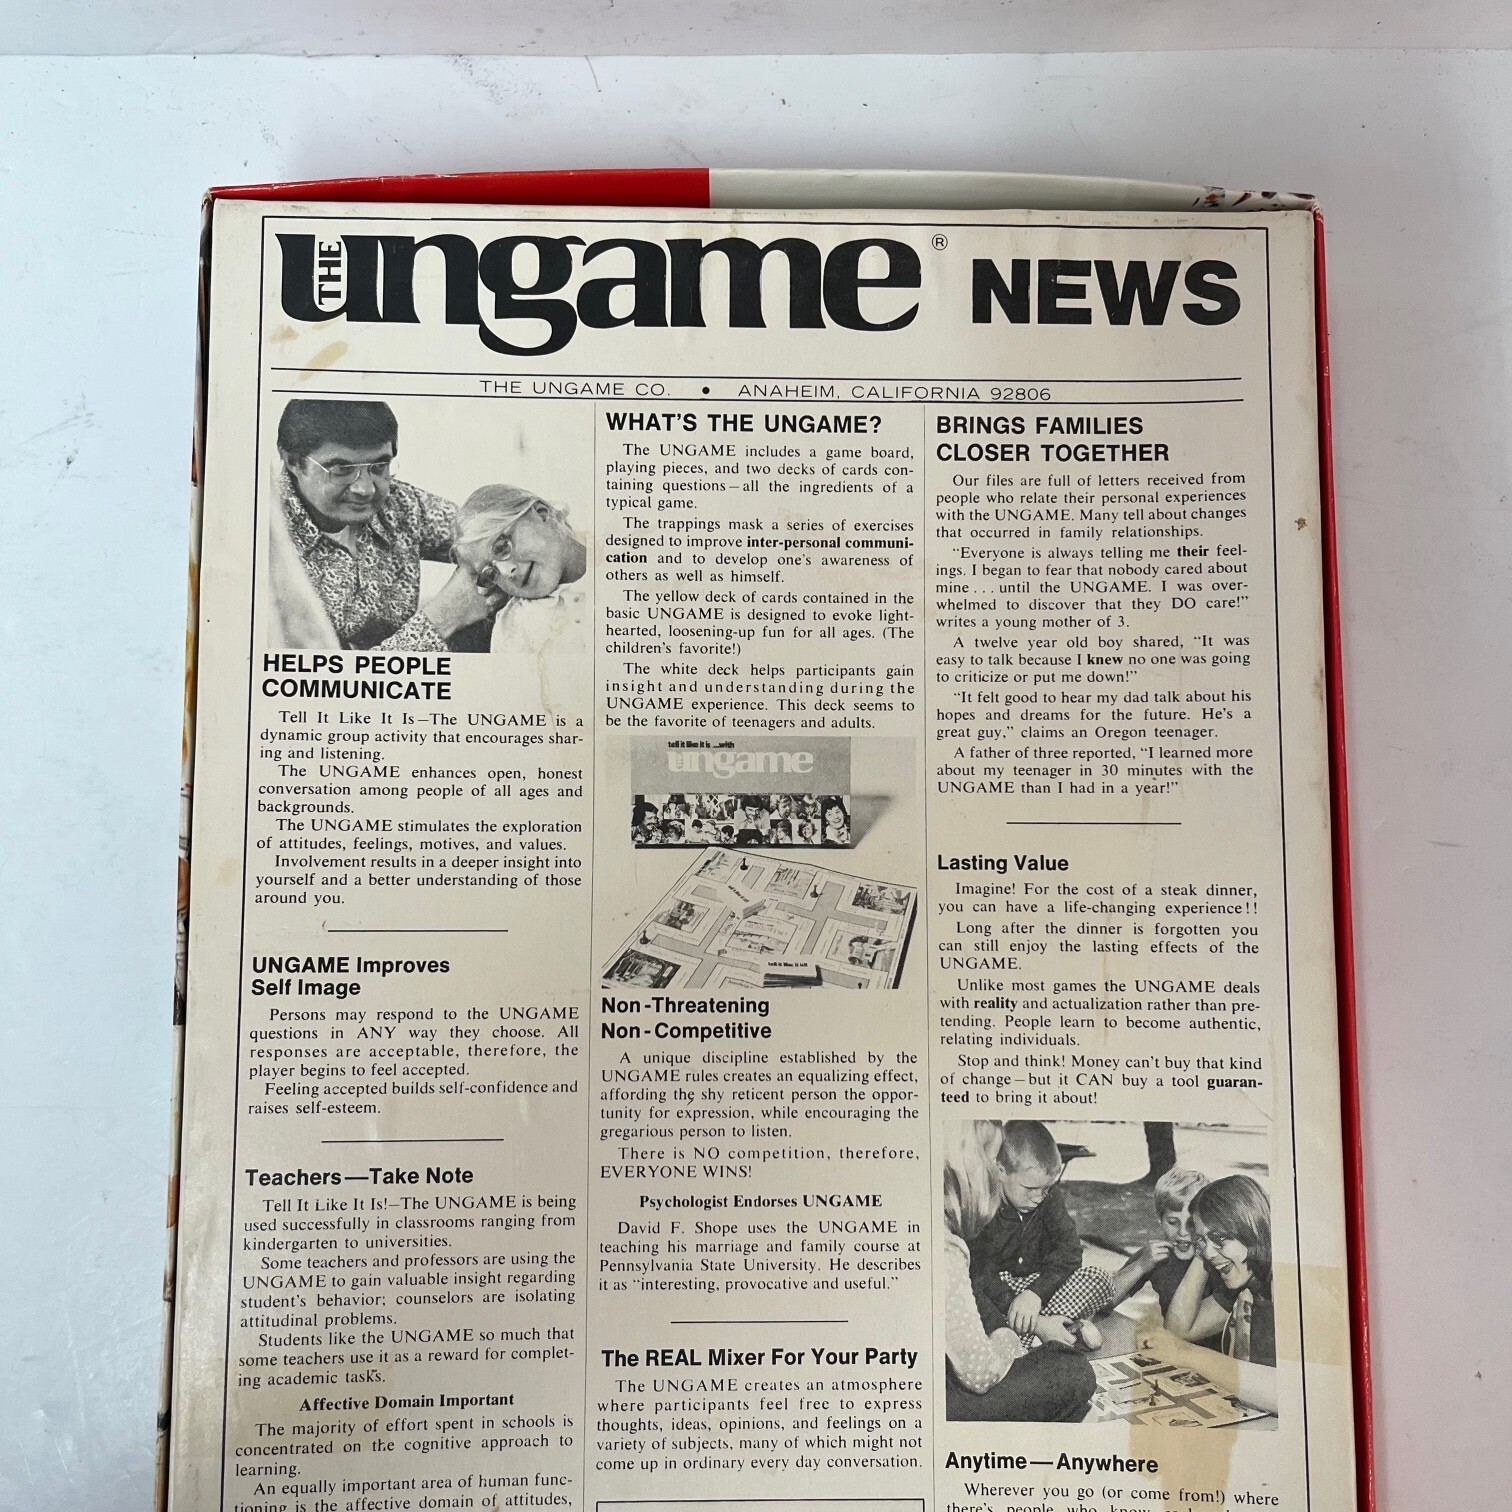 THE ungame® NEWS
THE UNGAME CO. • ANAHEIM, CALIFORNIA 92806
HELPS PEOPLE
COMMUNICATE
Tell It Like It Is—The UNGAME is a
dynamic group activity that encourages shar-
ing and listening.
The UNGAME enhances open, honest
conversation among people of all ages and
backgrounds.
The UNGAME stimulates the exploration
of attitudes, feelings, motives, and values.
Involvement results in a deeper insight into
yourself and a better understanding of those
around you.
UNGAME Improves
Self Image
Persons may respond to the UNGAME
questions in ANY way they choose. All
responses are acceptable, therefore, the
player begins to feel accepted.
Feeling accepted builds self-confidence and
raises self-esteem.
Teachers—Take Note
Tell It Like It Is!—The UNGAME is being
used successfully in classrooms ranging from
kindergarten to universities.
Some teachers and professors are using the
UNGAME to gain valuable insight regarding
student's behavior; counselors are isolating
attitudinal problems.
Students like the UNGAME so much that
some teachers use it as a reward for complet-
ing academic tasks.
Affective Domain Important
The majority of effort spent in schools is
concentrated on the cognitive approach to
learning.
An equally important area of human func-
tioning is the affective domain of attitudes,
WHAT'S THE UNGAME?
The UNGAME includes a game board,
playing pieces, and two decks of cards con-
taining questions—all the ingredients of a
typical game.
The trappings mask a series of exercises
designed to improve inter-personal communi-
cation and to develop one's awareness of
others as well as himself.
The yellow deck of cards contained in the
basic UNGAME is designed to evoke light-
hearted, loosening-up fun for all ages. (The
children's favorite!)
The white deck helps participants gain
insight and understanding during the
UNGAME experience. This deck seems to
be the favorite of teenagers and adults.
tell it like it is ...with
ungame
tell it like it is!
Non-Threatening
Non-Competitive
A unique discipline established by the
UNGAME rules creates an equalizing effect,
affording the shy reticent person the oppor-
tunity for expression, while encouraging the
gregarious person to listen.
There is NO competition, therefore,
EVERYONE WINS!
Psychologist Endorses UNGAME
David F. Shope uses the UNGAME in
teaching his marriage and family course at
Pennsylvania State University. He describes
it as "interesting, provocative and useful."
The REAL Mixer For Your Party
The UNGAME creates an atmosphere
where participants feel free to express
thoughts, ideas, opinions, and feelings on a
variety of subjects, many of which might not
come up in ordinary every day conversation.
BRINGS FAMILIES
CLOSER TOGETHER
Our files are full of letters received from
people who relate their personal experiences
with the UNGAME. Many tell about changes
that occurred in family relationships.
"Everyone is always telling me their feel-
ings. I began to fear that nobody cared about
mine . . . until the UNGAME. I was over-
whelmed to discover that they DO care!"
writes a young mother of 3.
A twelve year old boy shared, "It was
easy to talk because I knew no one was going
to criticize or put me down!"
"It felt good to hear my dad talk about his
hopes and dreams for the future. He's a
great guy," claims an Oregon teenager.
A father of three reported, "I learned more
about my teenager in 30 minutes with the
UNGAME than I had in a year!"
Lasting Value
Imagine! For the cost of a steak dinner,
you can have a life-changing experience!!
Long after the dinner is forgotten you
can still enjoy the lasting effects of the
UNGAME.
Unlike most games the UNGAME deals
with reality and actualization rather than pre-
tending. People learn to become authentic,
relating individuals.
Stop and think! Money can't buy that kind
of change—but it CAN buy a tool guaran-
teed to bring it about!
Anytime—Anywhere
Wherever you go (or come from!) where
there's people who know